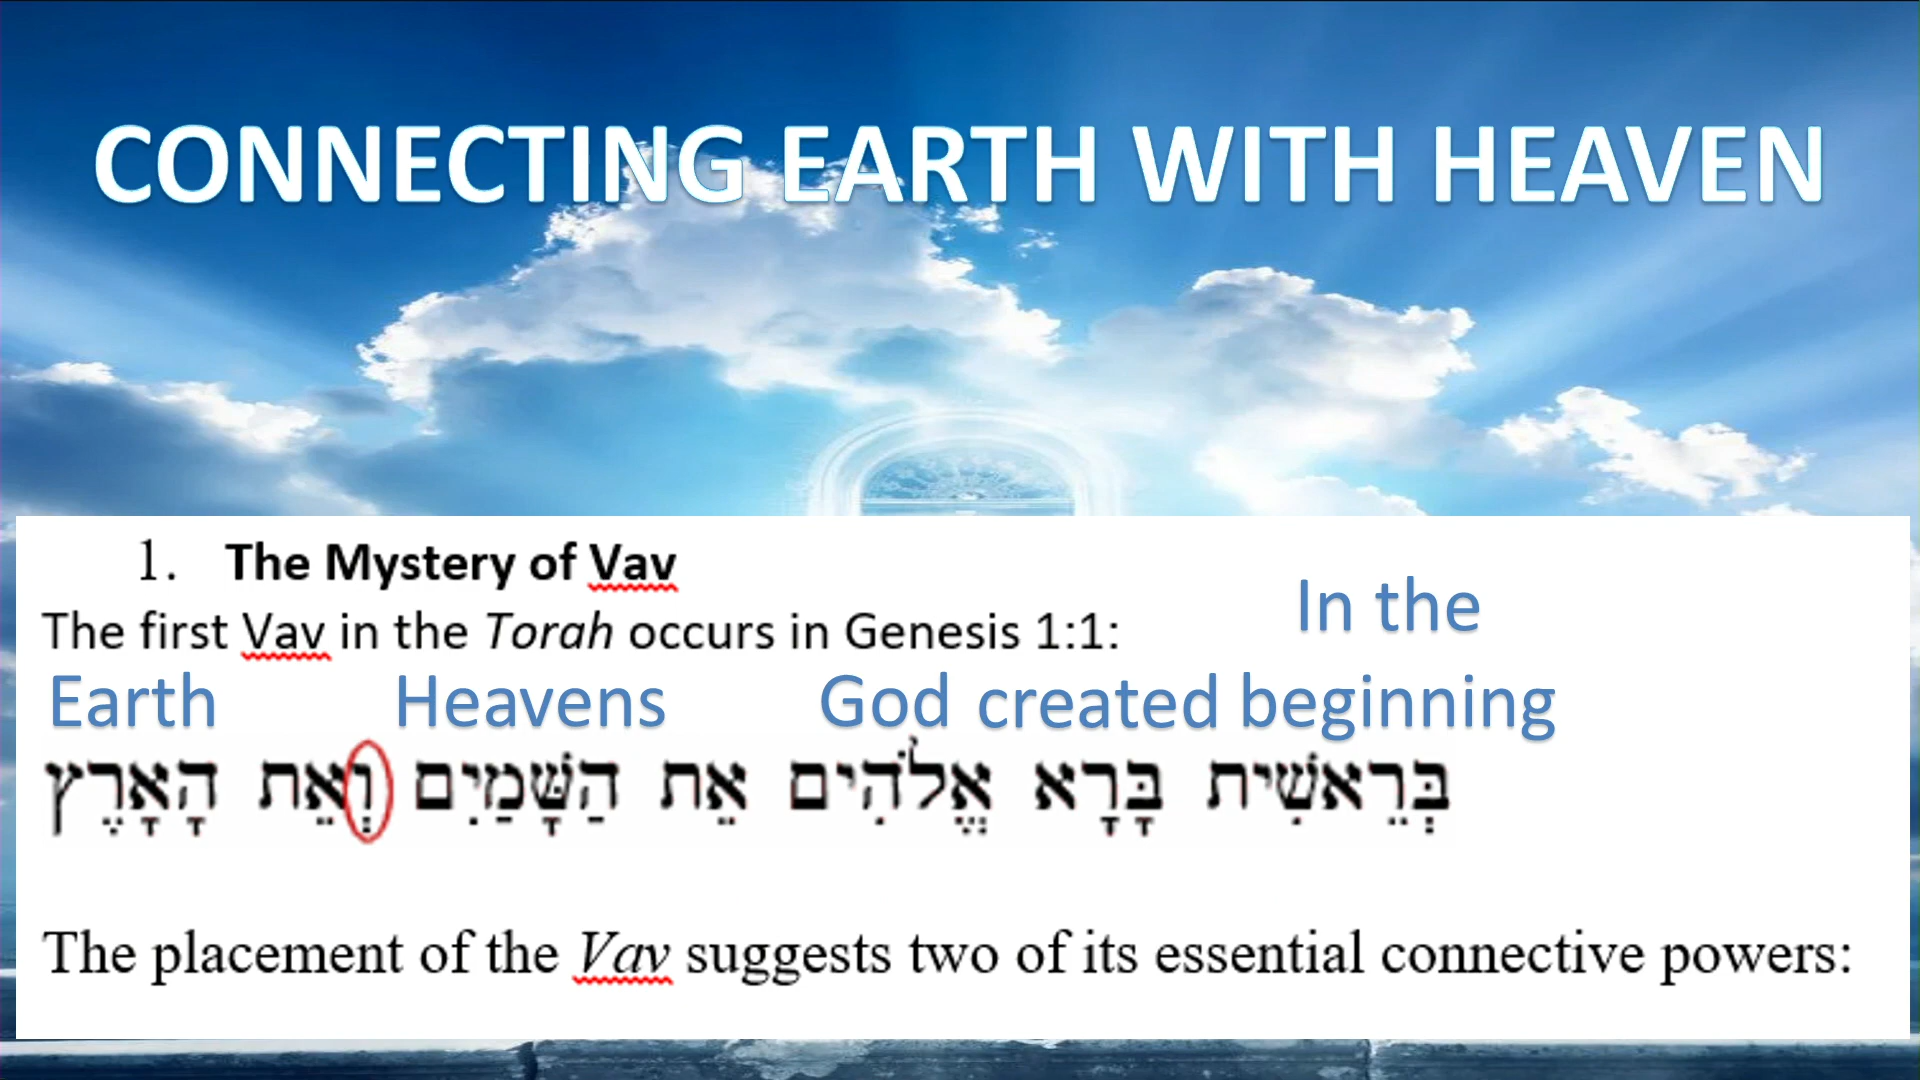 CONNECTING EARTH WITH HEAVEN
1. The Mystery of Vav
The first Vav in the Torah occurs in Genesis 1:1:
In the
Earth Heavens God created beginning
בְּרֵאשִׁית בָּרָא אֱלֹהִים אֵת הַשָּׁמַיִם וְאֵת הָאָרֶץ
The placement of the Vav suggests two of its essential connective powers: